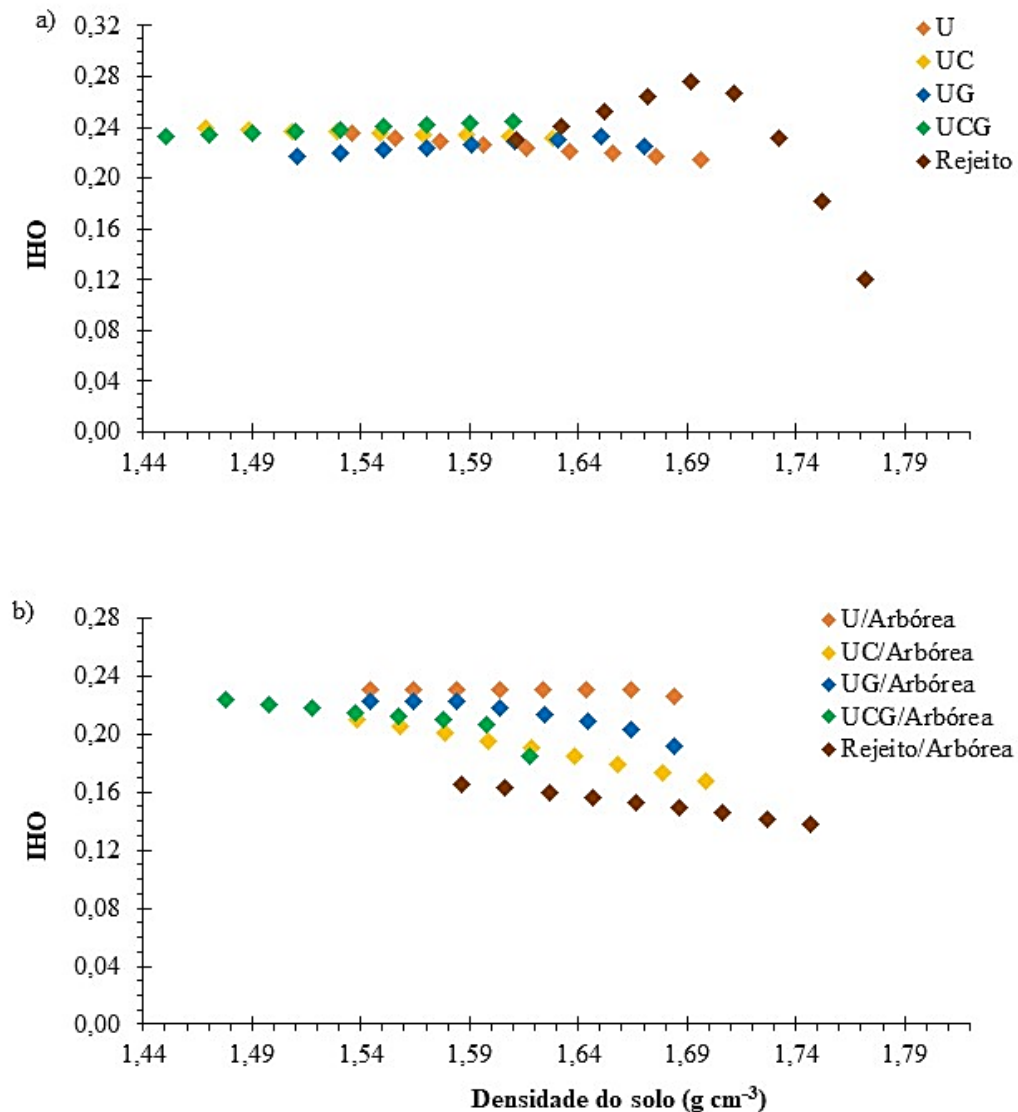 a)
0,32
0,28
0,24
0,20
0,16
0,12
0,08
0,04
0,00
IHO
1,44 1,49 1,54 1,59 1,64 1,69 1,74 1,79
U
UC
UG
UCG
Rejeito
b)
0,28
0,24
0,20
0,16
0,12
0,08
0,04
0,00
IHO
1,44 1,49 1,54 1,59 1,64 1,69 1,74 1,79
Densidade do solo (g cm⁻³)
U/Arbórea
UC/Arbórea
UG/Arbórea
UCG/Arbórea
Rejeito/Arbórea